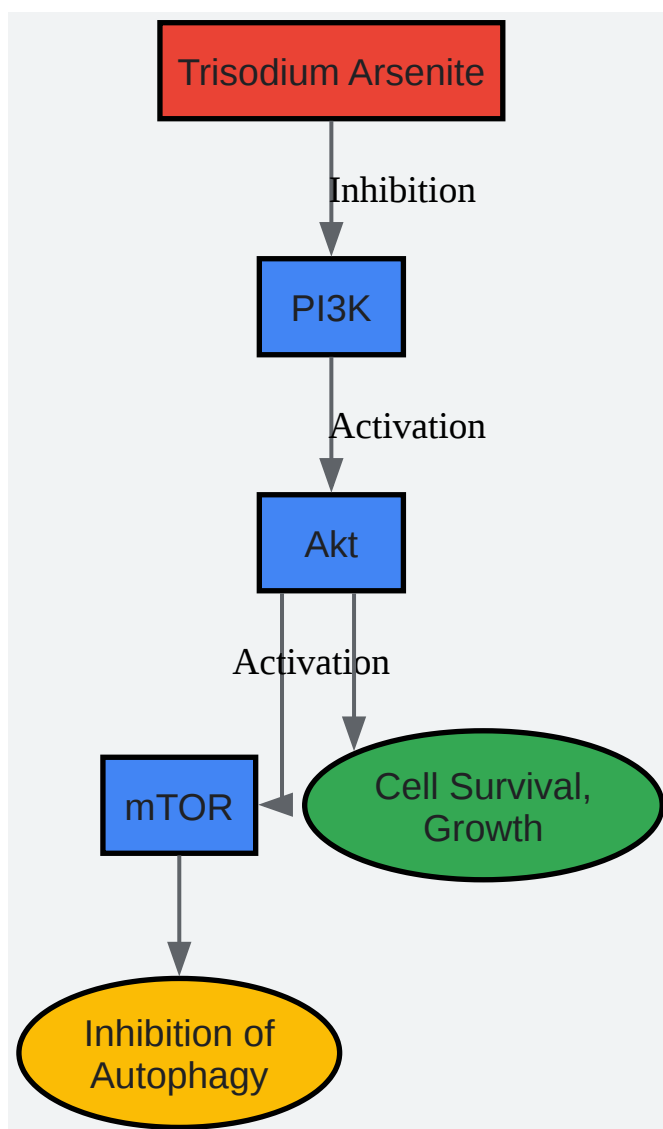 Trisodium Arsenite
Inhibition
PI3K
Activation
Akt
Activation
mTOR
Cell Survival,
Growth
Inhibition of
Autophagy